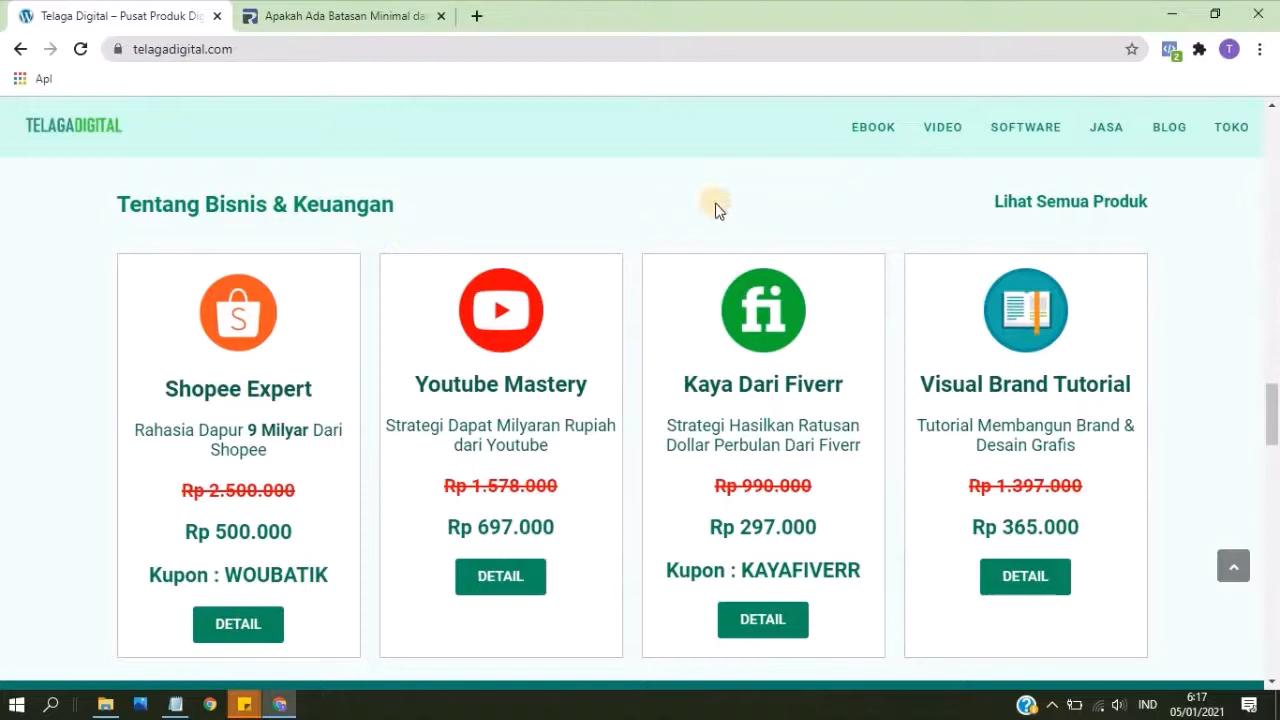 Telaga Digital – Pusat Produk Dig
Apakah Ada Batasan Minimal da
telagadigital.com
2
T
Apl
TELAGADIGITAL
EBOOK
VIDEO
SOFTWARE
JASA
BLOG
TOKO
Tentang Bisnis & Keuangan
Lihat Semua Produk
S
Shopee Expert
Rahasia Dapur 9 Milyar Dari
Shopee
Rp 2.500.000
Rp 500.000
Kupon : WOUBATIK
DETAIL
Youtube Mastery
Strategi Dapat Milyaran Rupiah
dari Youtube
Rp 1.578.000
Rp 697.000
DETAIL
fi
Kaya Dari Fiverr
Strategi Hasilkan Ratusan
Dollar Perbulan Dari Fiverr
Rp 990.000
Rp 297.000
Kupon : KAYAFIVERR
DETAIL
Visual Brand Tutorial
Tutorial Membangun Brand &
Desain Grafis
Rp 1.397.000
Rp 365.000
DETAIL
IND
6:17
05/01/2021